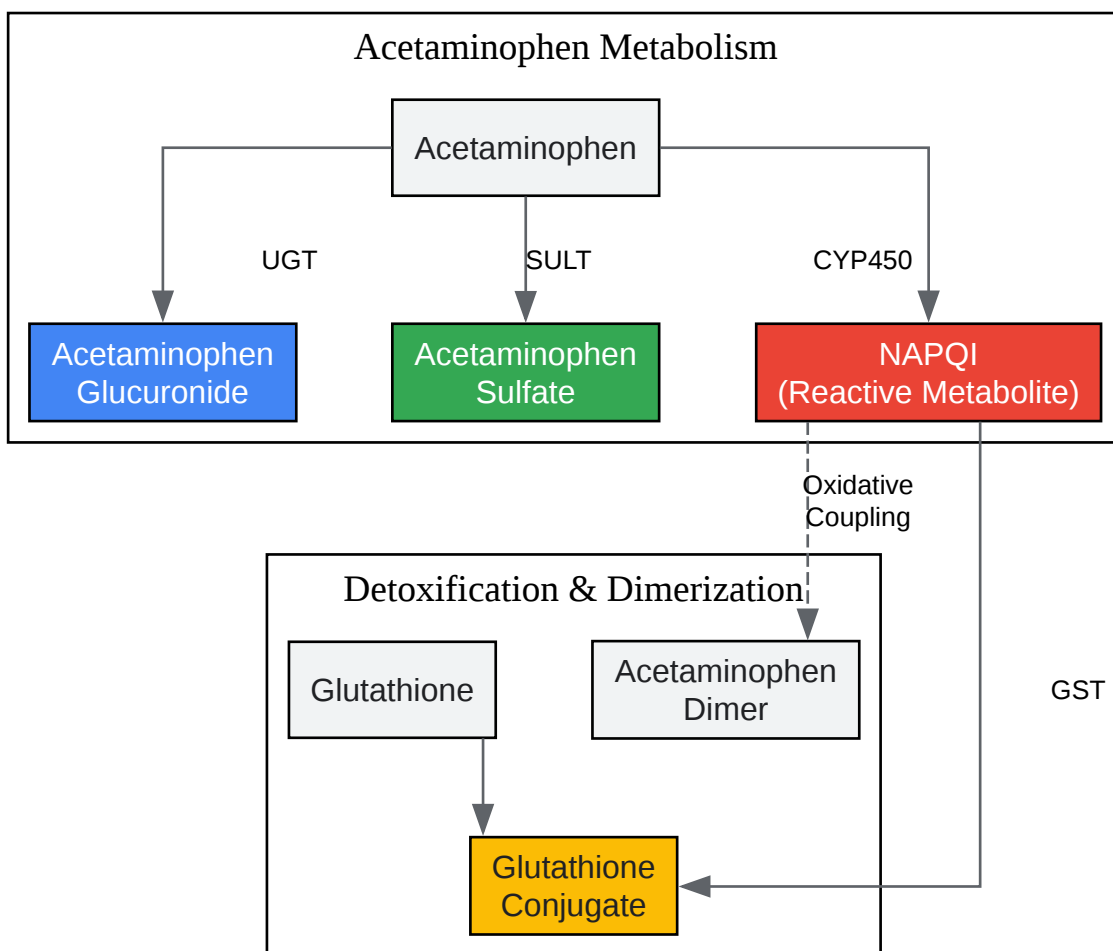 Acetaminophen Metabolism
Acetaminophen
UGT
SULT
CYP450
Acetaminophen
Glucuronide
Acetaminophen
Sulfate
NAPQI
(Reactive Metabolite)
Oxidative
Coupling
Detoxification & Dimerization
Glutathione
Acetaminophen
Dimer
GST
Glutathione
Conjugate